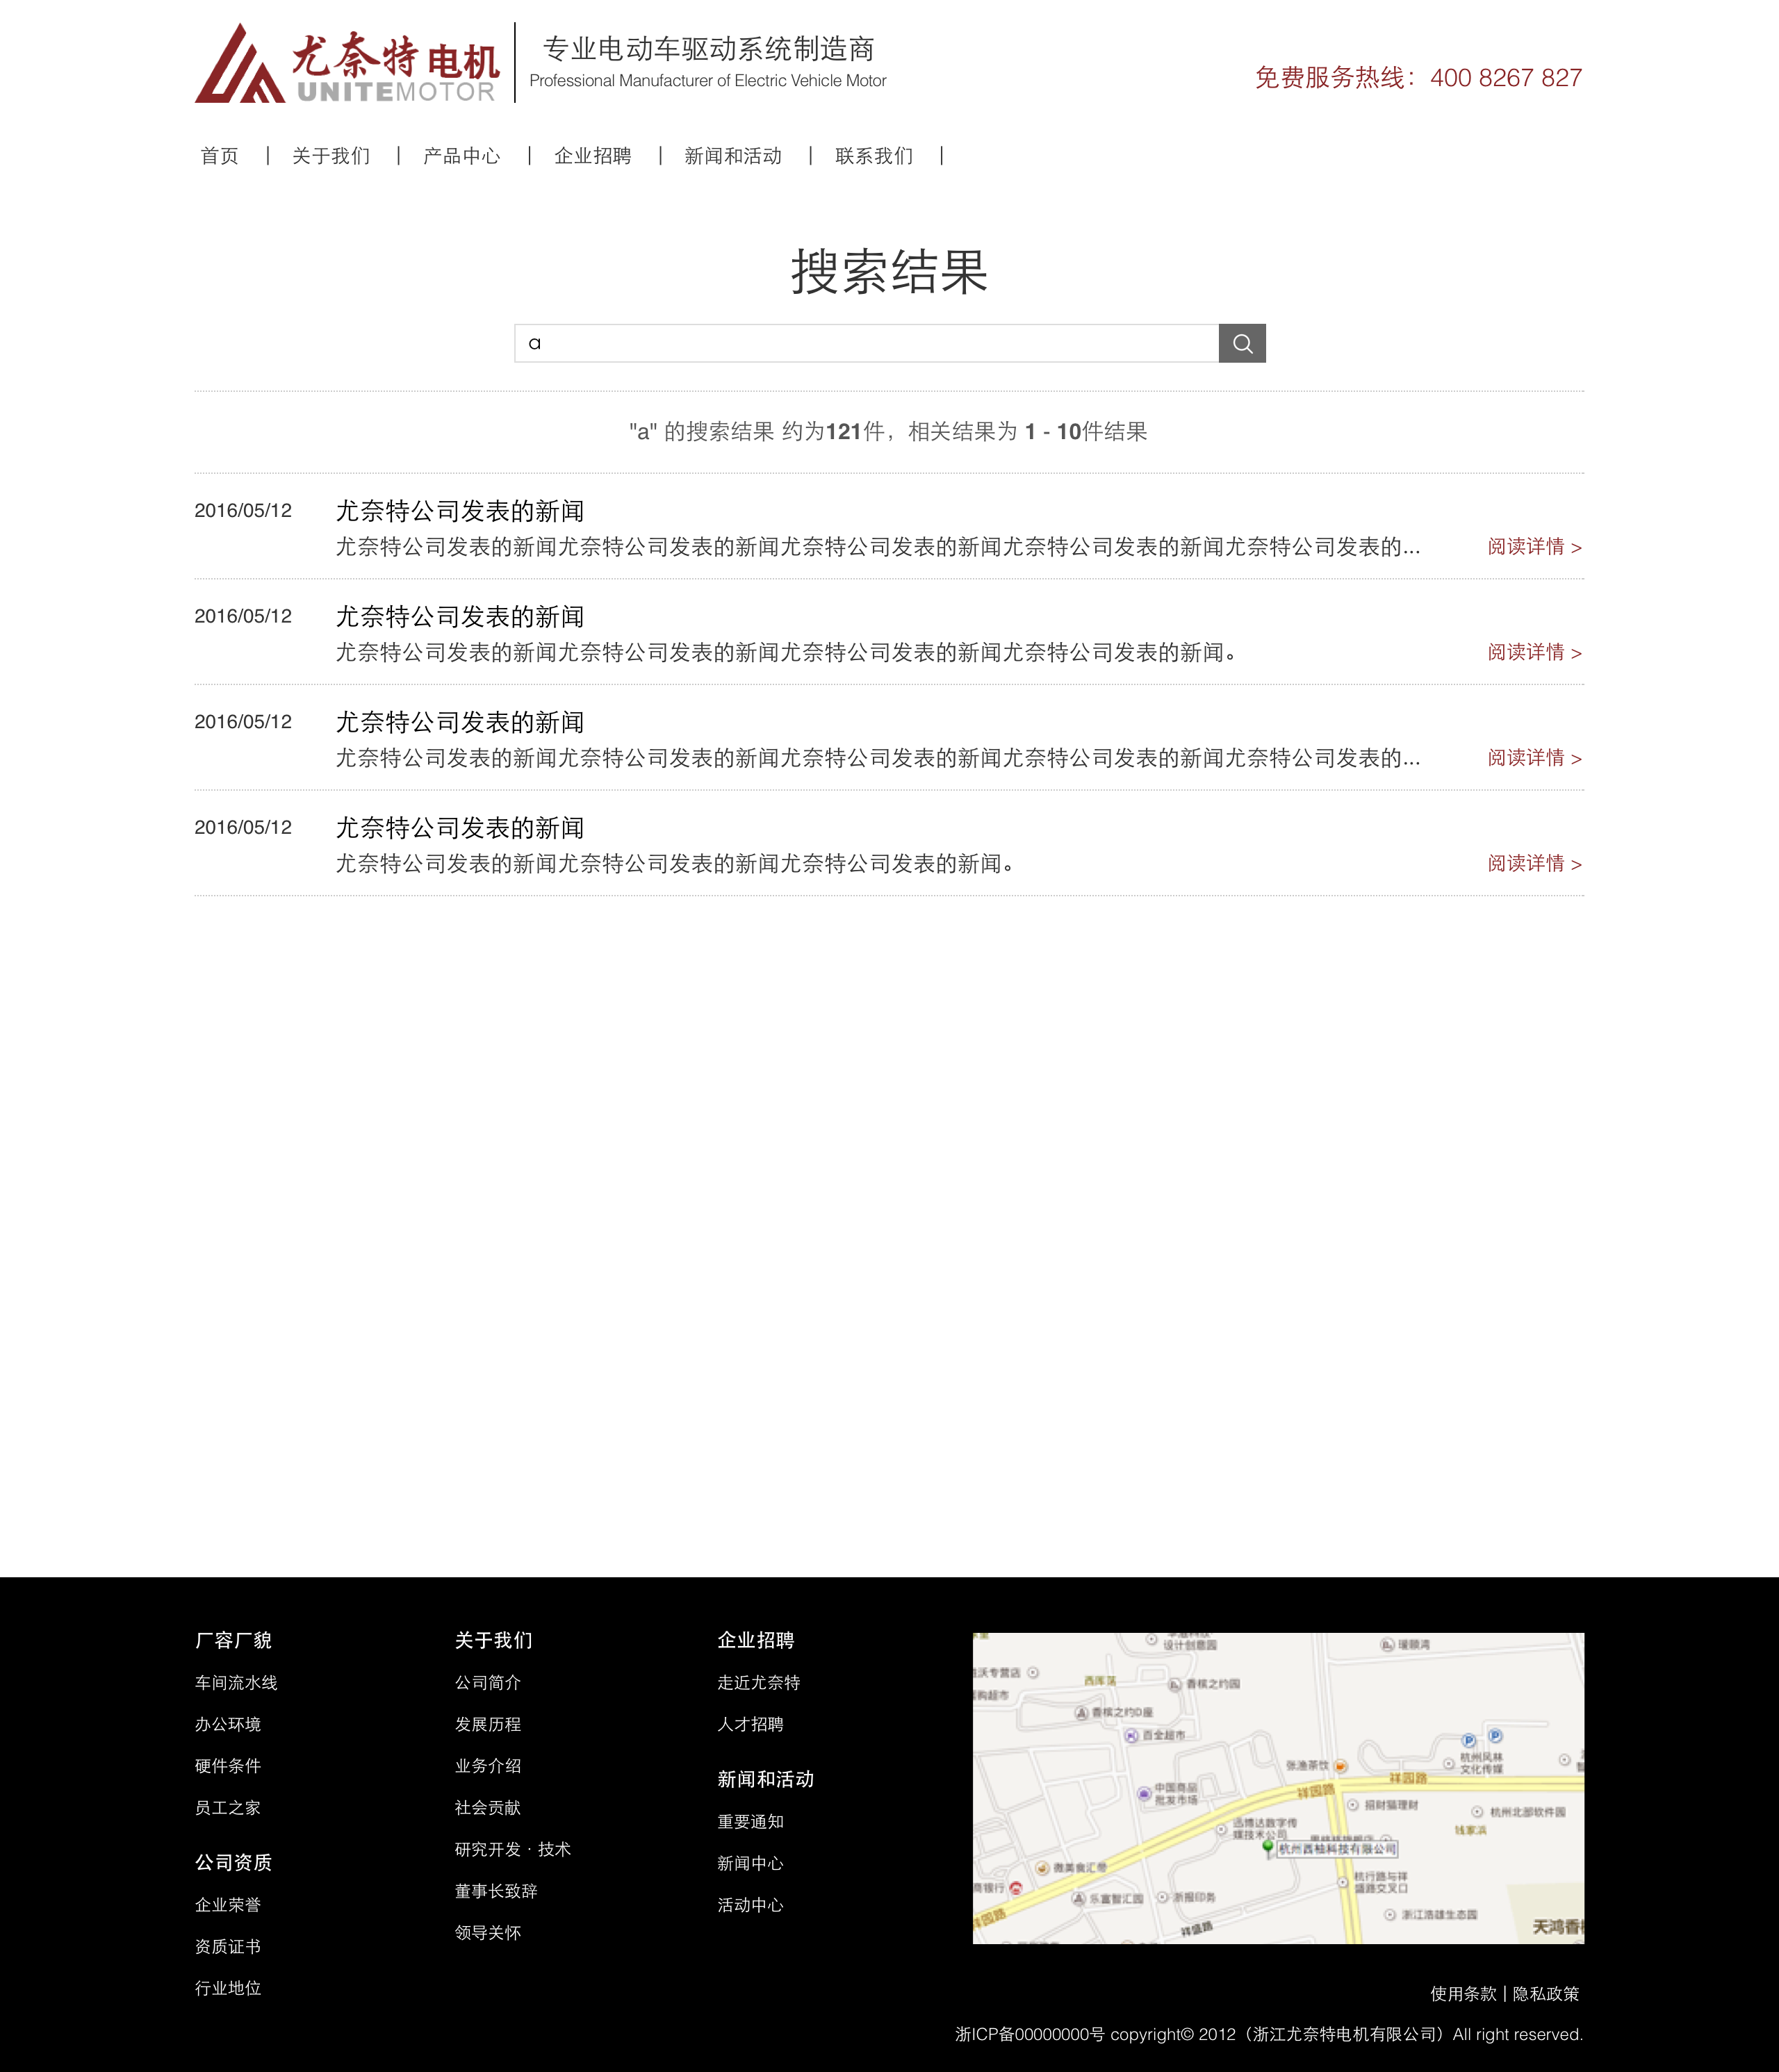 尤奈特电机
UNITEMOTOR
专业电动车驱动系统制造商
Professional Manufacturer of Electric Vehicle Motor
免费服务热线：400 8267 827
首页 | 关于我们 | 产品中心 | 企业招聘 | 新闻和活动 | 联系我们 |
搜索结果
a
"a" 的搜索结果 约为121件，相关结果为 1 - 10件结果
2016/05/12 尤奈特公司发表的新闻
尤奈特公司发表的新闻尤奈特公司发表的新闻尤奈特公司发表的新闻尤奈特公司发表的新闻尤奈特公司发表的... 阅读详情 >
2016/05/12 尤奈特公司发表的新闻
尤奈特公司发表的新闻尤奈特公司发表的新闻尤奈特公司发表的新闻尤奈特公司发表的新闻。 阅读详情 >
2016/05/12 尤奈特公司发表的新闻
尤奈特公司发表的新闻尤奈特公司发表的新闻尤奈特公司发表的新闻尤奈特公司发表的新闻尤奈特公司发表的... 阅读详情 >
2016/05/12 尤奈特公司发表的新闻
尤奈特公司发表的新闻尤奈特公司发表的新闻尤奈特公司发表的新闻。 阅读详情 >
厂容厂貌
车间流水线
办公环境
硬件条件
员工之家
公司资质
企业荣誉
资质证书
行业地位
关于我们
公司简介
发展历程
业务介绍
社会贡献
研究开发 · 技术
董事长致辞
领导关怀
企业招聘
走近尤奈特
人才招聘
新闻和活动
重要通知
新闻中心
活动中心
设计创意园
瑷颐湾
沃专营店
购超市
香槟之约园
香槟之约D座
百全超市
P P
杭州风林
文化传媒
张渔茶饮
祥园路
祥园路
中国商品
批发市场
招财猫理财
杭州北部软件园
钱家浜
迅博达数字传
媒技术公司
杭州西柚科技有限公司
微美食汇带
商银行
乐富智汇园
浙报印务
杭行路与祥
盛路交叉口
浙江浩雄生态园
祥园路
祥盛路
天鸿香榭
使用条款 | 隐私政策
浙ICP备00000000号 copyright© 2012（浙江尤奈特电机有限公司）All right reserved.